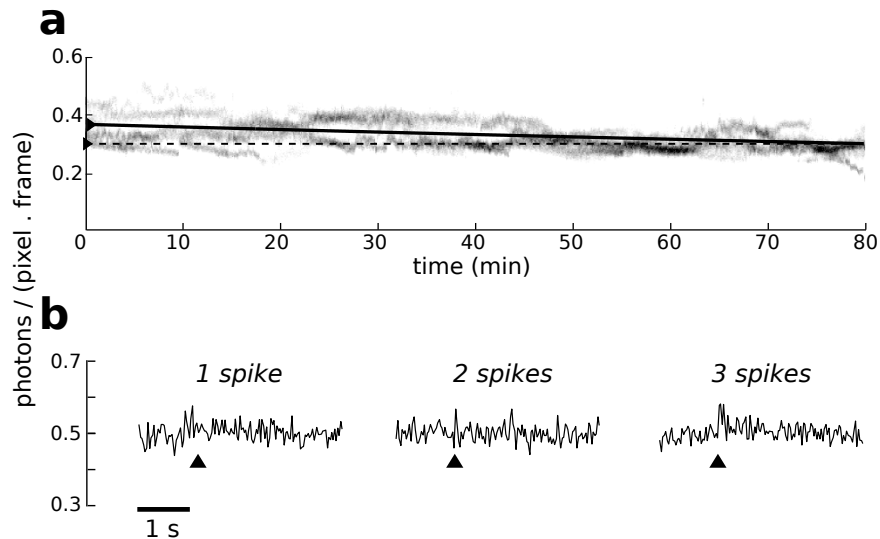 a
photons / (pixel . frame)
0.6
0.4
0.2
0 10 20 30 40 50 60 70 80
time (min)
b
0.7
0.5
0.3
1 spike 2 spikes 3 spikes
1 s